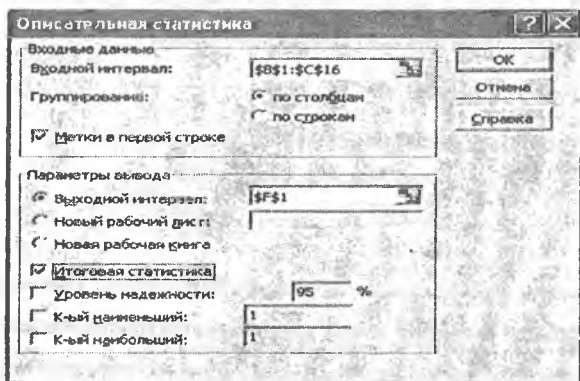 Описательная статистика
Входные данные
Входной интервал: $B$1:$C$16
Группирование: по столбцам
по строкам
Метки в первой строке
OK
Отмена
Справка
Параметры вывода
Выходной интервал: $F$1
Новый рабочий лист:
Новая рабочая книга
Итоговая статистика
Уровень надежности: 95 %
К-ый наименьший: 1
К-ый наибольший: 1